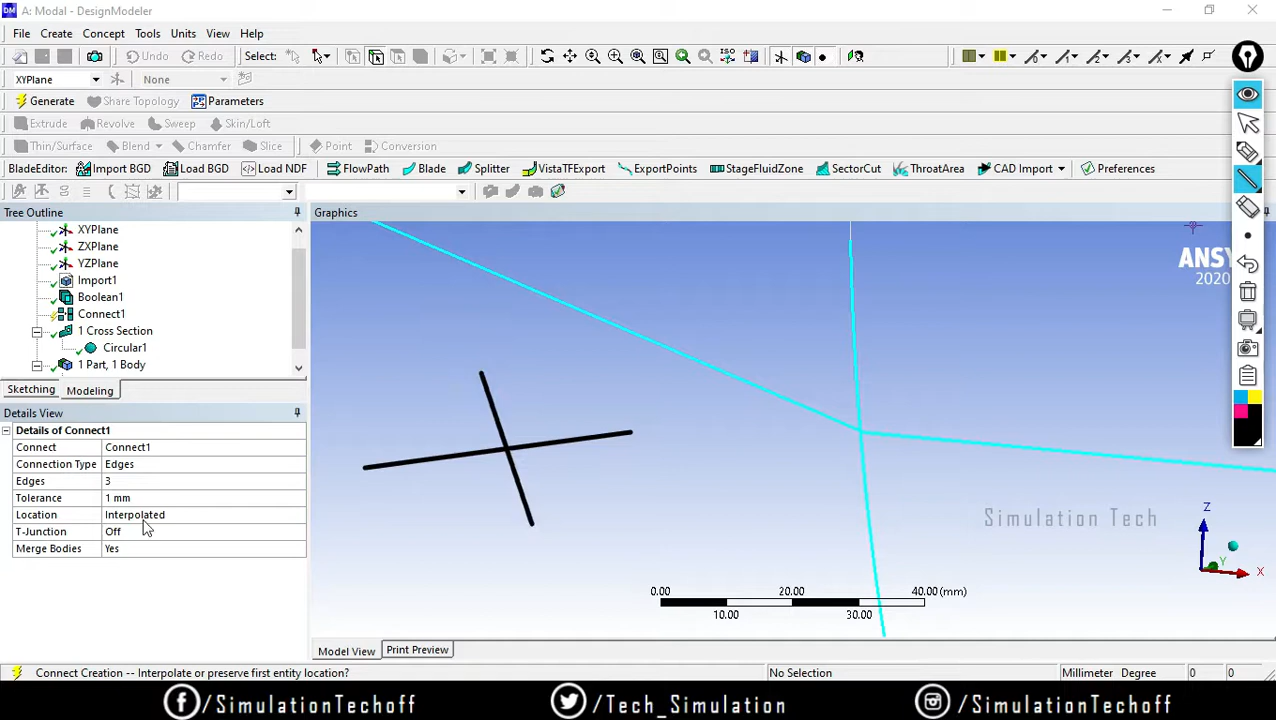 A: Modal - DesignModeler
File Create Concept Tools Units View Help
Undo Redo Select:
XYPlane None
Generate Share Topology Parameters
Extrude Revolve Sweep Skin/Loft
Thin/Surface Blend Chamfer Slice Point Conversion
BladeEditor: Import BGD Load BGD Load NDF FlowPath Blade Splitter VistaTFExport ExportPoints StageFluidZone SectorCut ThroatArea CAD Import Preferences
Tree Outline
XYPlane
ZXPlane
YZPlane
Import1
Boolean1
Connect1
1 Cross Section
Circular1
1 Part, 1 Body
Sketching Modeling
Details View
Details of Connect1
Connect Connect1
Connection Type Edges
Edges 3
Tolerance 1 mm
Location Interpolated
T-Junction Off
Merge Bodies Yes
Graphics
ANSY
2020
Simulation Tech
Z
Y
X
0.00 20.00 40.00 (mm)
10.00 30.00
Model View Print Preview
Connect Creation -- Interpolate or preserve first entity location? No Selection Millimeter Degree 0 0
/SimulationTechoff /Tech_Simulation /SimulationTechoff